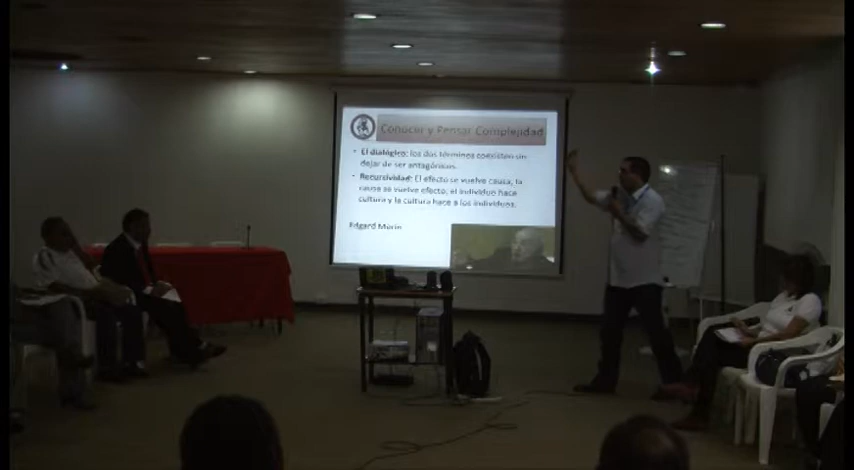 Conocer y Pensar Complejidad
• El dialógico: los dos términos coexisten sin
dejar de ser antagónicos.
• Recursividad: El efecto se vuelve causa, la
causa se vuelve efecto, el individuo hace
cultura y la cultura hace a los individuos.
Edgard Morin